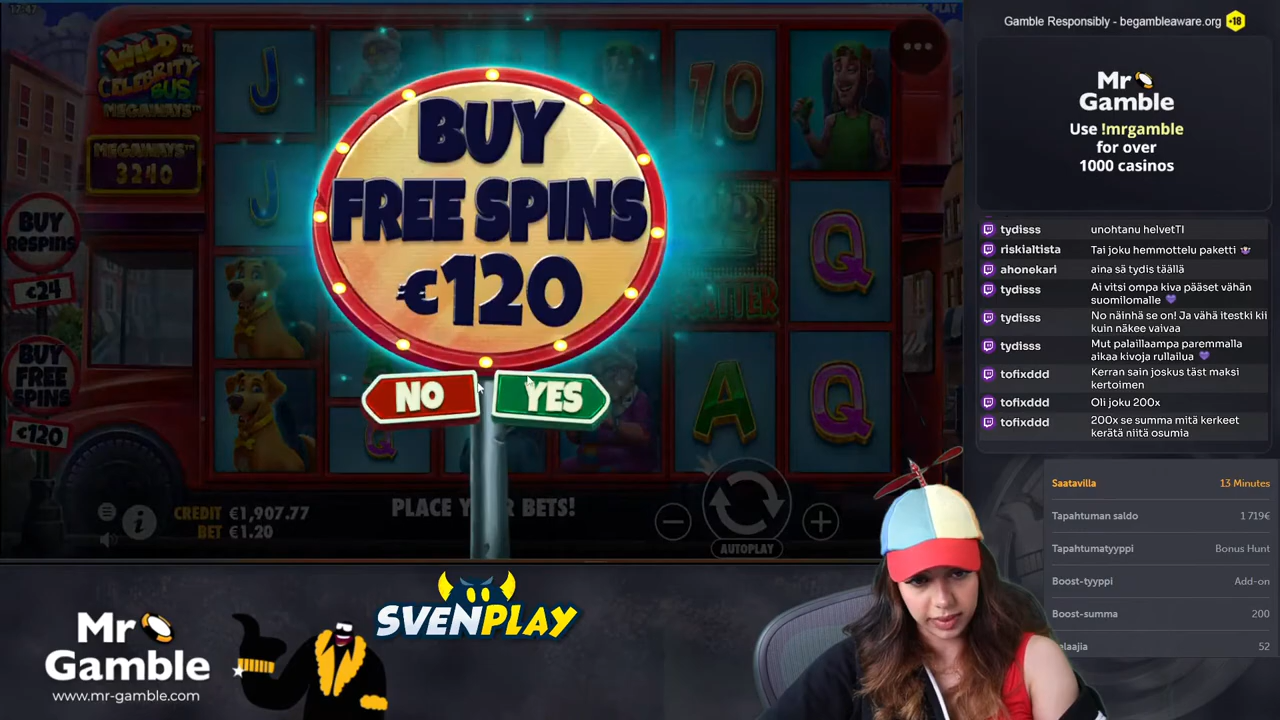 12:47
WILD
CELEBRITY
BUS
MEGAWAYS™
MEGAWAYS™
3240
BUY
RESPINS
€24
BUY
FREE
SPINS
€120
J
J
10
Q
SCATTER
A
Q
Q
BUY
FREE SPINS
€120
NO
YES
CREDIT €1,907.77
BET €1.20
PLACE YOUR BETS!
AUTOPLAY
Gamble Responsibly - begambleaware.org +18
Mr
Gamble
Use !mrgamble
for over
1000 casinos
tydisss unohtanu helvetTI
riskialtista Tai joku hemmottelu paketti
ahonekari aina sä tydis täällä
tydisss Ai vitsi ompa kiva pääset vähän
suomilomalle 💜
tydisss No näinhä se on! Ja vähä itestki kii
kuin näkee vaivaa
tydisss Mut palaillaampa paremmalla
aikaa kivoja rullailua 💜
tofixddd Kerran sain joskus täst maksi
kertoimen
tofixddd Oli joku 200x
tofixddd 200x se summa mitä kerkeet
kerätä niitä osumia
Saatavilla 13 Minutes
Tapahtuman saldo 1 719€
Tapahtumatyyppi Bonus Hunt
Boost-tyyppi Add-on
Boost-summa 200
52
Mr
Gamble
www.mr-gamble.com
SVENPLAY